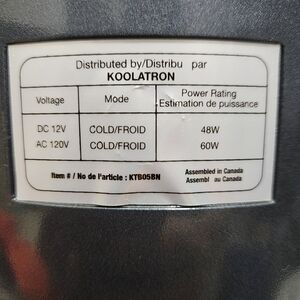 Distributed by/Distribu par
KOOLATRON
Voltage Mode Power Rating
Estimation de puissance
DC 12V COLD/FROID 48W
AC 120V COLD/FROID 60W
Item # / No de l'article : KTB05BN
Assembled in Canada
Assembl au Canada